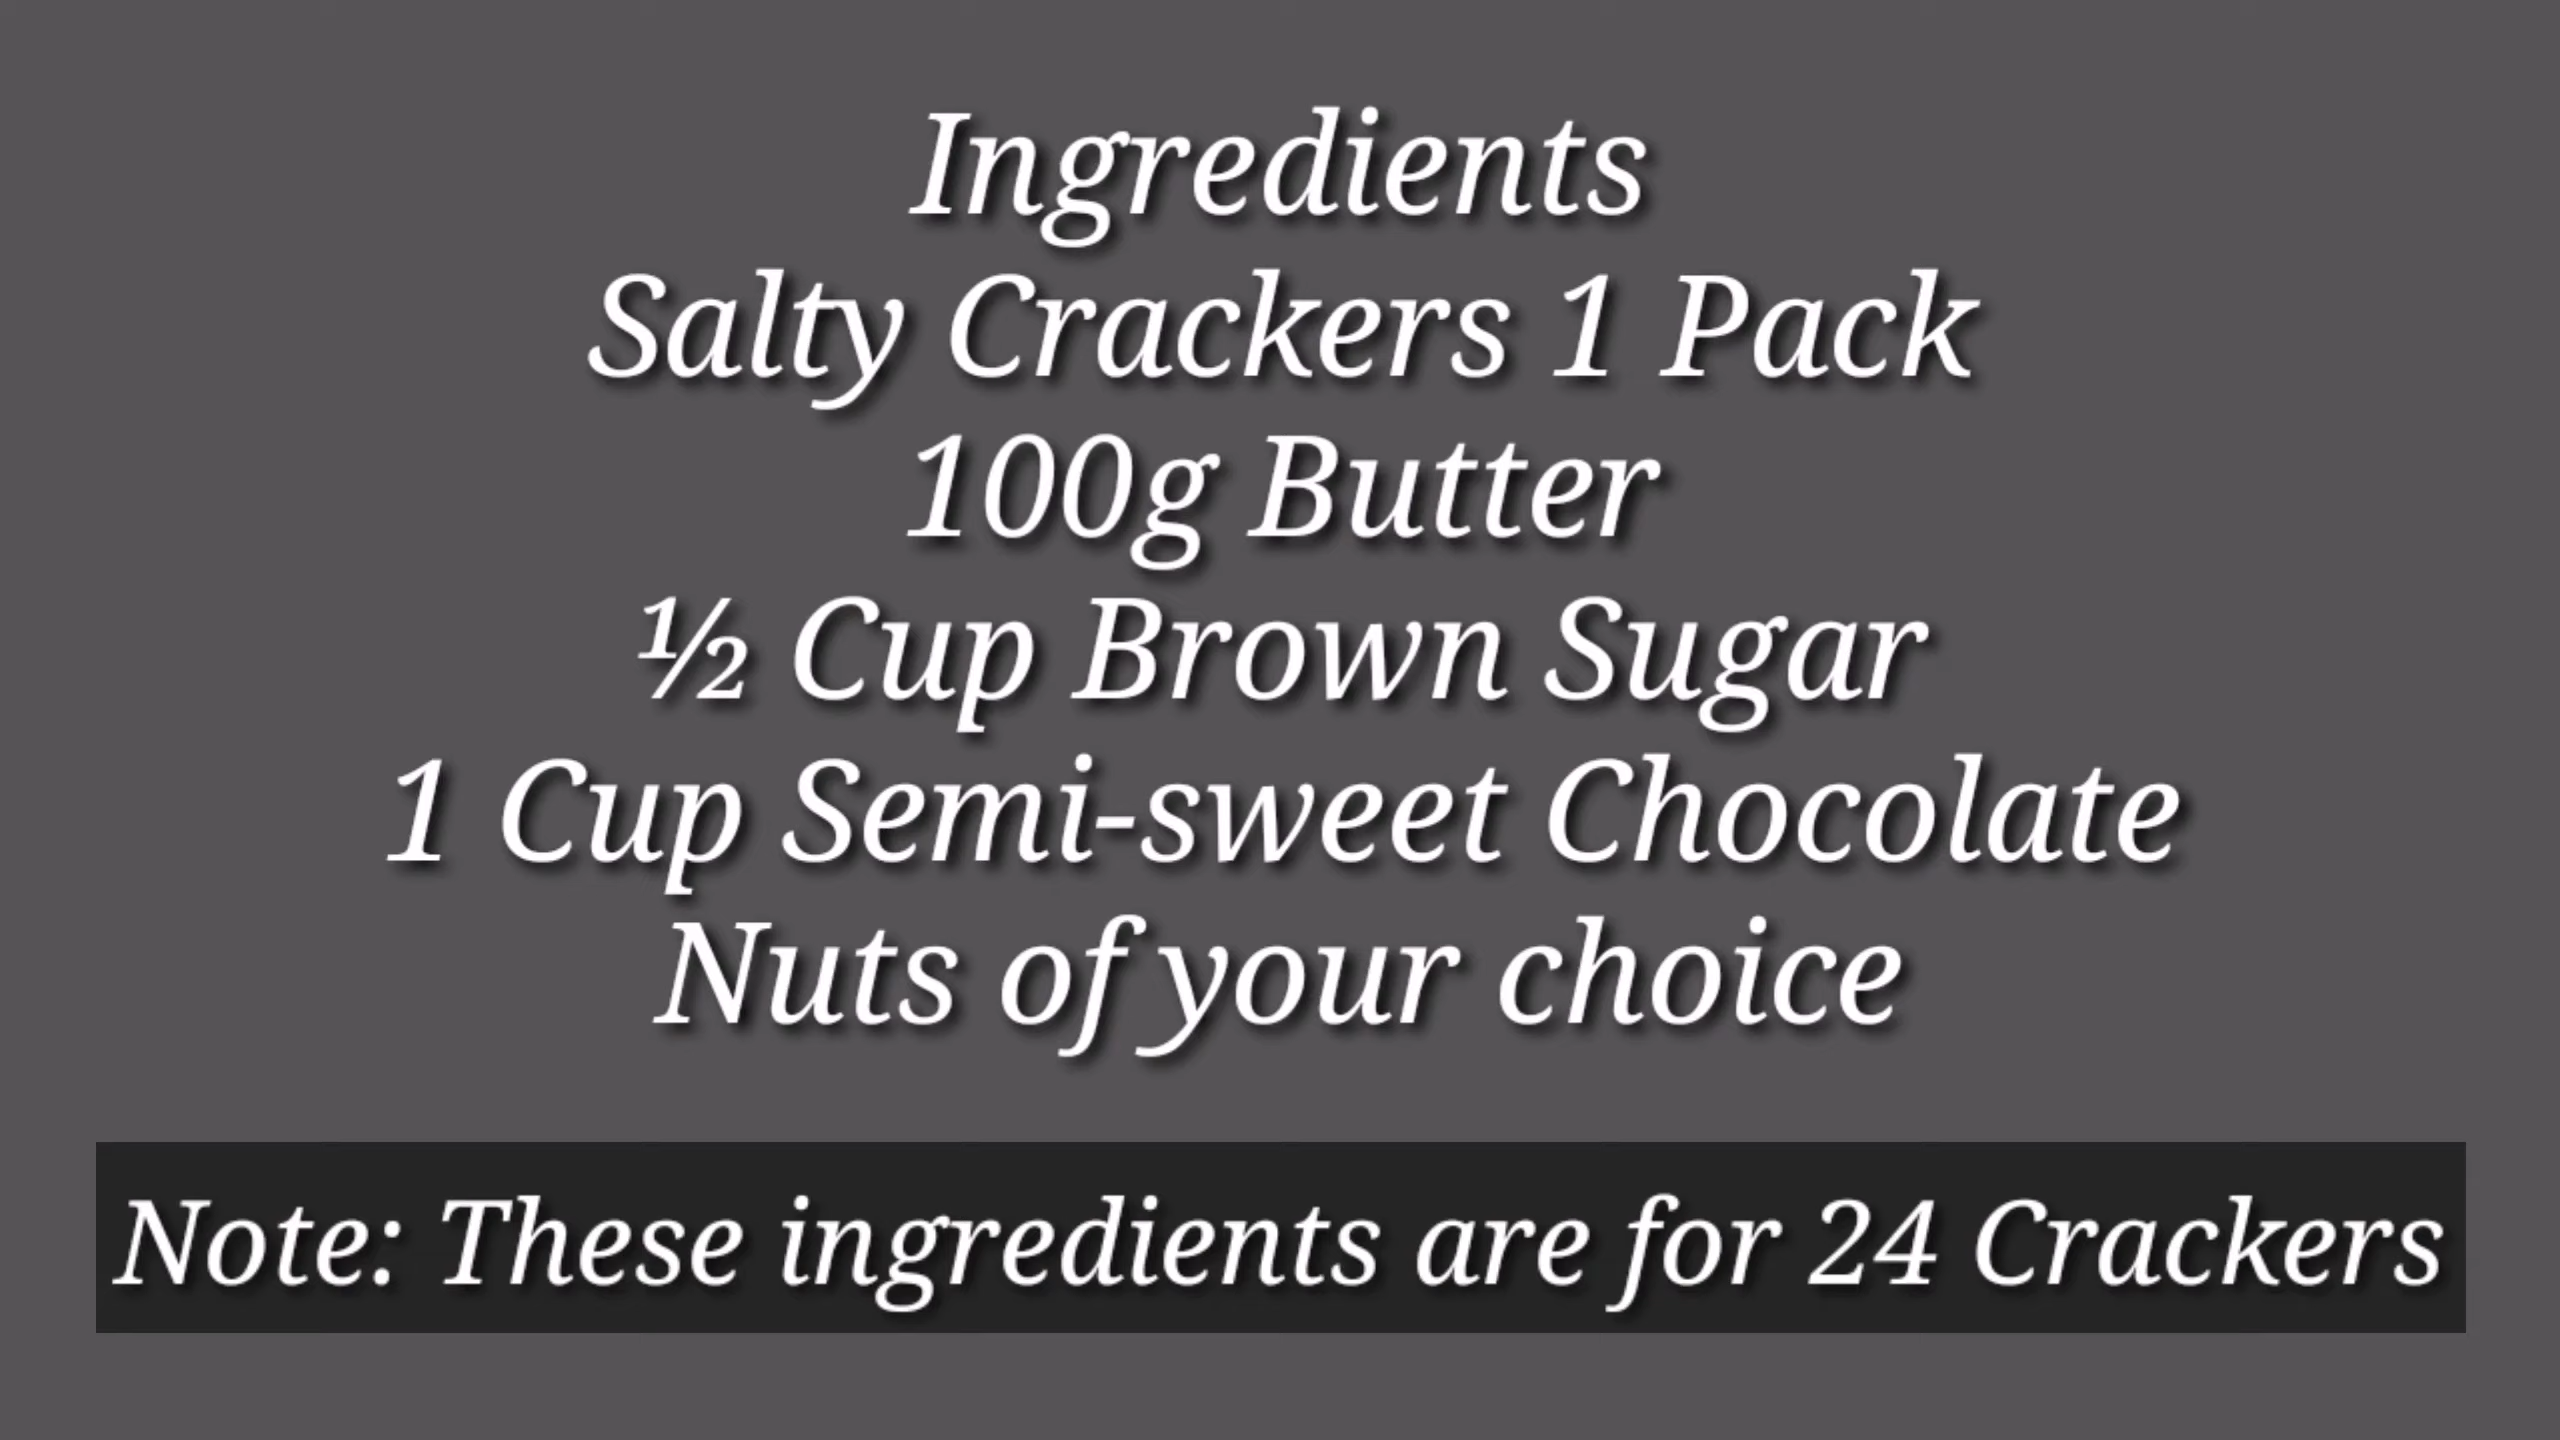 Ingredients
Salty Crackers 1 Pack
100g Butter
½ Cup Brown Sugar
1 Cup Semi-sweet Chocolate
Nuts of your choice
Note: These ingredients are for 24 Crackers